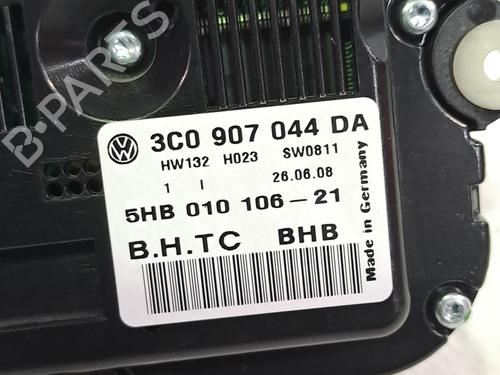 B-PARTS
3C0 907 044 DA
HW132 H023 SW0811
1 I 26.06.08
5HB 010 106-21
B.H.TC BHB
Made in Germany